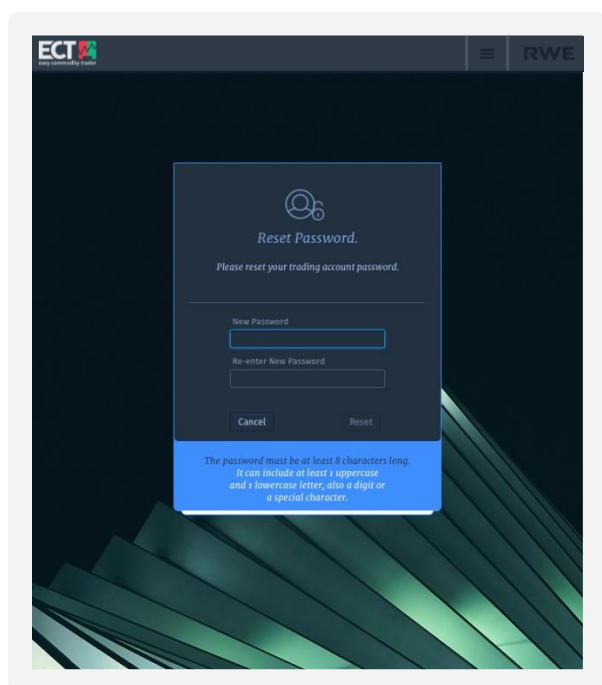 ECT
easy commodity trader
RWE
Reset Password.
Please reset your trading account password.
New Password
Re-enter New Password
Cancel Reset
The password must be at least 8 characters long.
It can include at least 1 uppercase
and 1 lowercase letter, also a digit or
a special character.